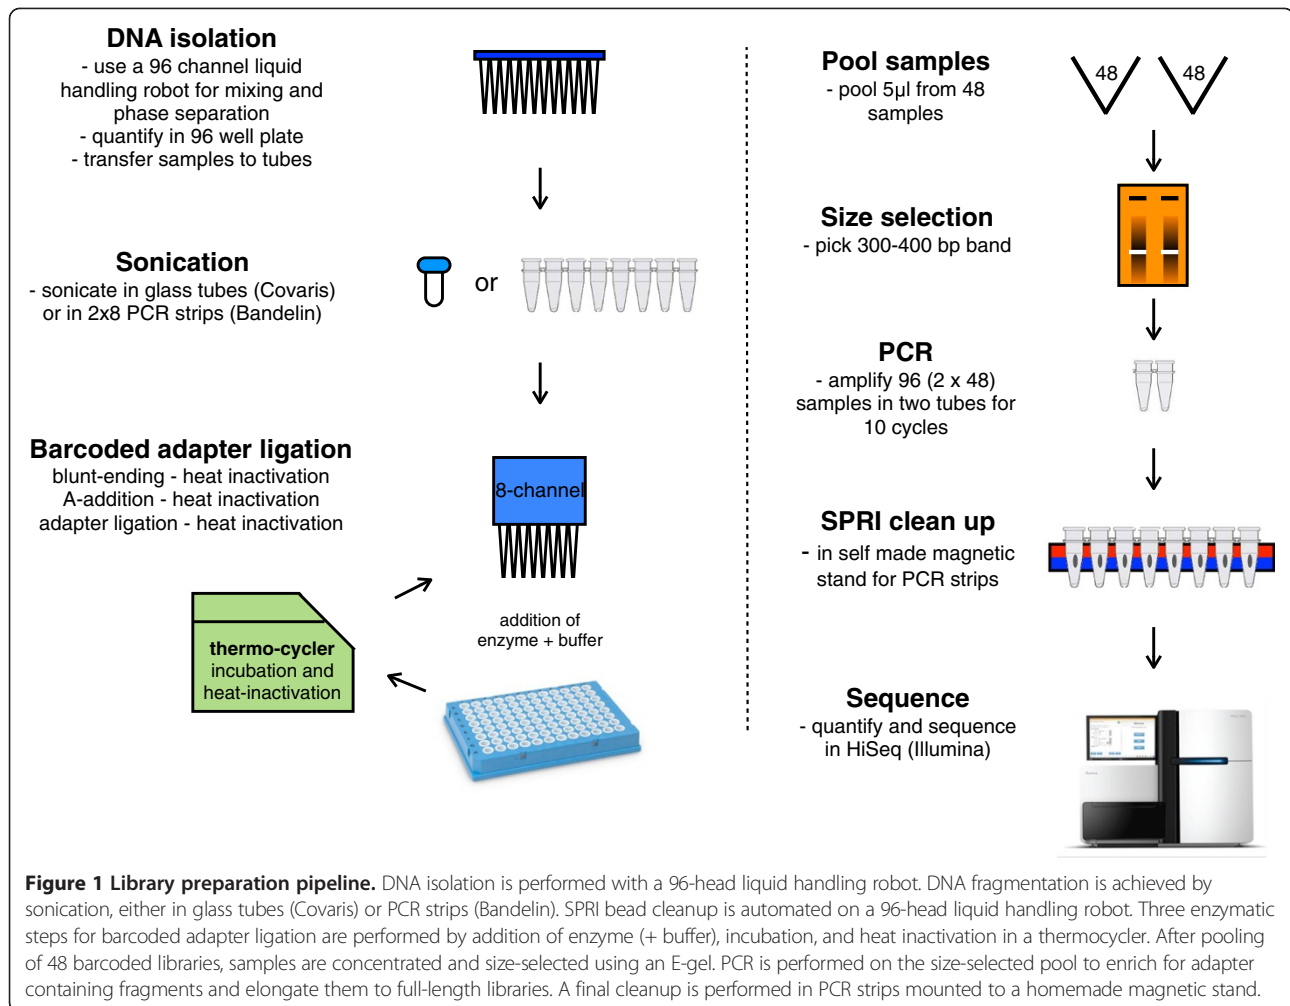 DNA isolation
- use a 96 channel liquid
handling robot for mixing and
phase separation
- quantify in 96 well plate
- transfer samples to tubes
Sonication
- sonicate in glass tubes (Covaris)
or in 2x8 PCR strips (Bandelin)
or
Barcoded adapter ligation
blunt-ending - heat inactivation
A-addition - heat inactivation
adapter ligation - heat inactivation
8-channel
addition of
enzyme + buffer
thermo-cycler
incubation and
heat-inactivation
Pool samples
- pool 5µl from 48
samples
48 48
Size selection
- pick 300-400 bp band
PCR
- amplify 96 (2 x 48)
samples in two tubes for
10 cycles
SPRI clean up
- in self made magnetic
stand for PCR strips
Sequence
- quantify and sequence
in HiSeq (Illumina)
Figure 1 Library preparation pipeline. DNA isolation is performed with a 96-head liquid handling robot. DNA fragmentation is achieved by
sonication, either in glass tubes (Covaris) or PCR strips (Bandelin). SPRI bead cleanup is automated on a 96-head liquid handling robot. Three enzymatic
steps for barcoded adapter ligation are performed by addition of enzyme (+ buffer), incubation, and heat inactivation in a thermocycler. After pooling
of 48 barcoded libraries, samples are concentrated and size-selected using an E-gel. PCR is performed on the size-selected pool to enrich for adapter
containing fragments and elongate them to full-length libraries. A final cleanup is performed in PCR strips mounted to a homemade magnetic stand.